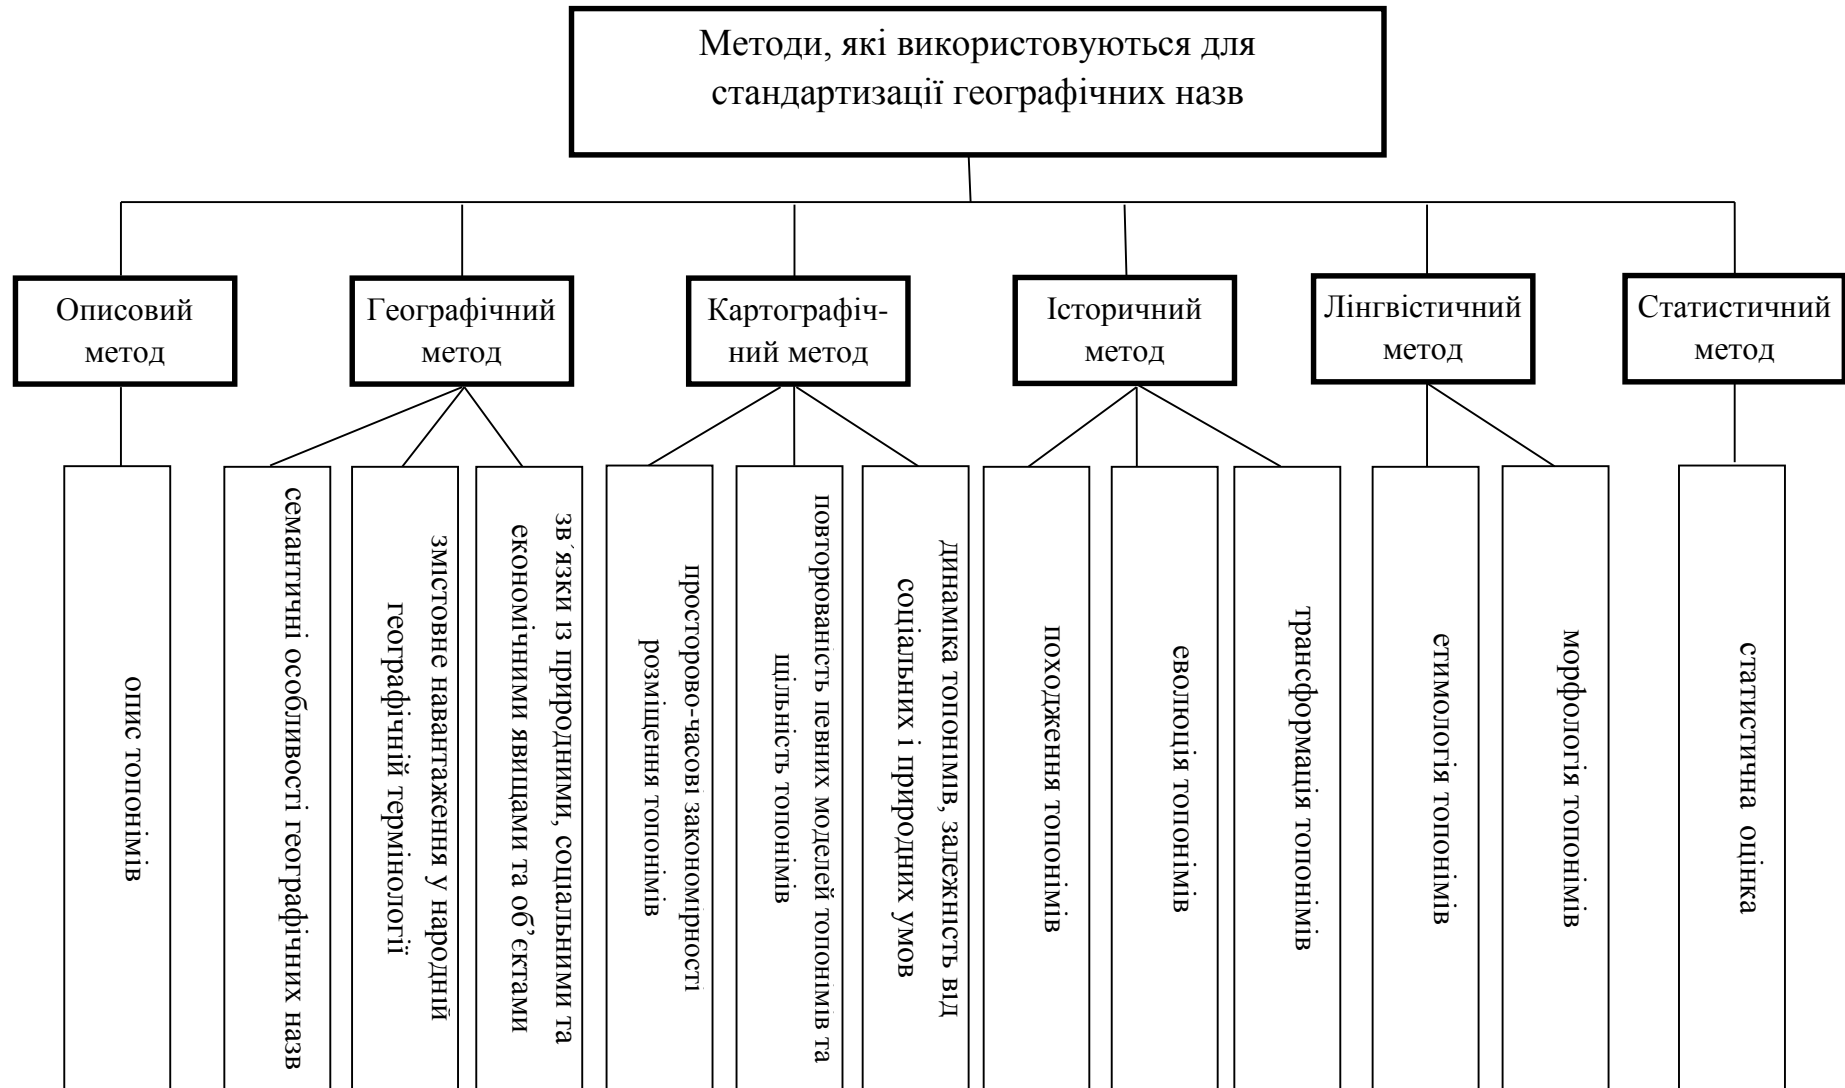 Методи, які використовуються для
стандартизації географічних назв
Описовий
метод
Географічний
метод
Картографіч-
ний метод
Історичний
метод
Лінгвістичний
метод
Статистичний
метод
опис топонімів
семантичні особливості географічних назв
змістовне навантаження у народній
географічній термінології
зв´язки із природними, соціальними та
економічними явищами та об’єктами
просторово-часові закономірності
розміщення топонімів
повторюваність певних моделей топонімів та
щільність топонімів
динаміка топонімів, залежність від
соціальних і природних умов
походження топонімів
еволюція топонімів
трансформація топонімів
етимологія топонімів
морфологія топонімів
статистична оцінка